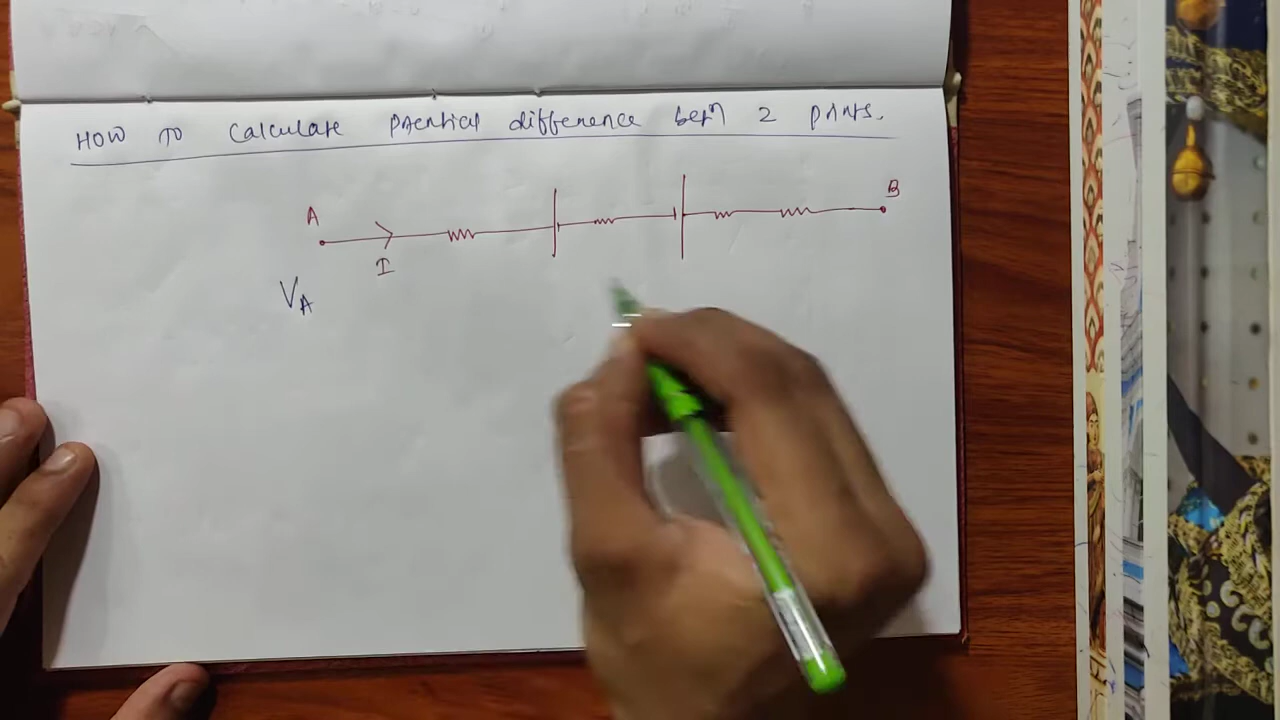 HOW TO Calculate potential difference betn 2 points.
A B
I
VA